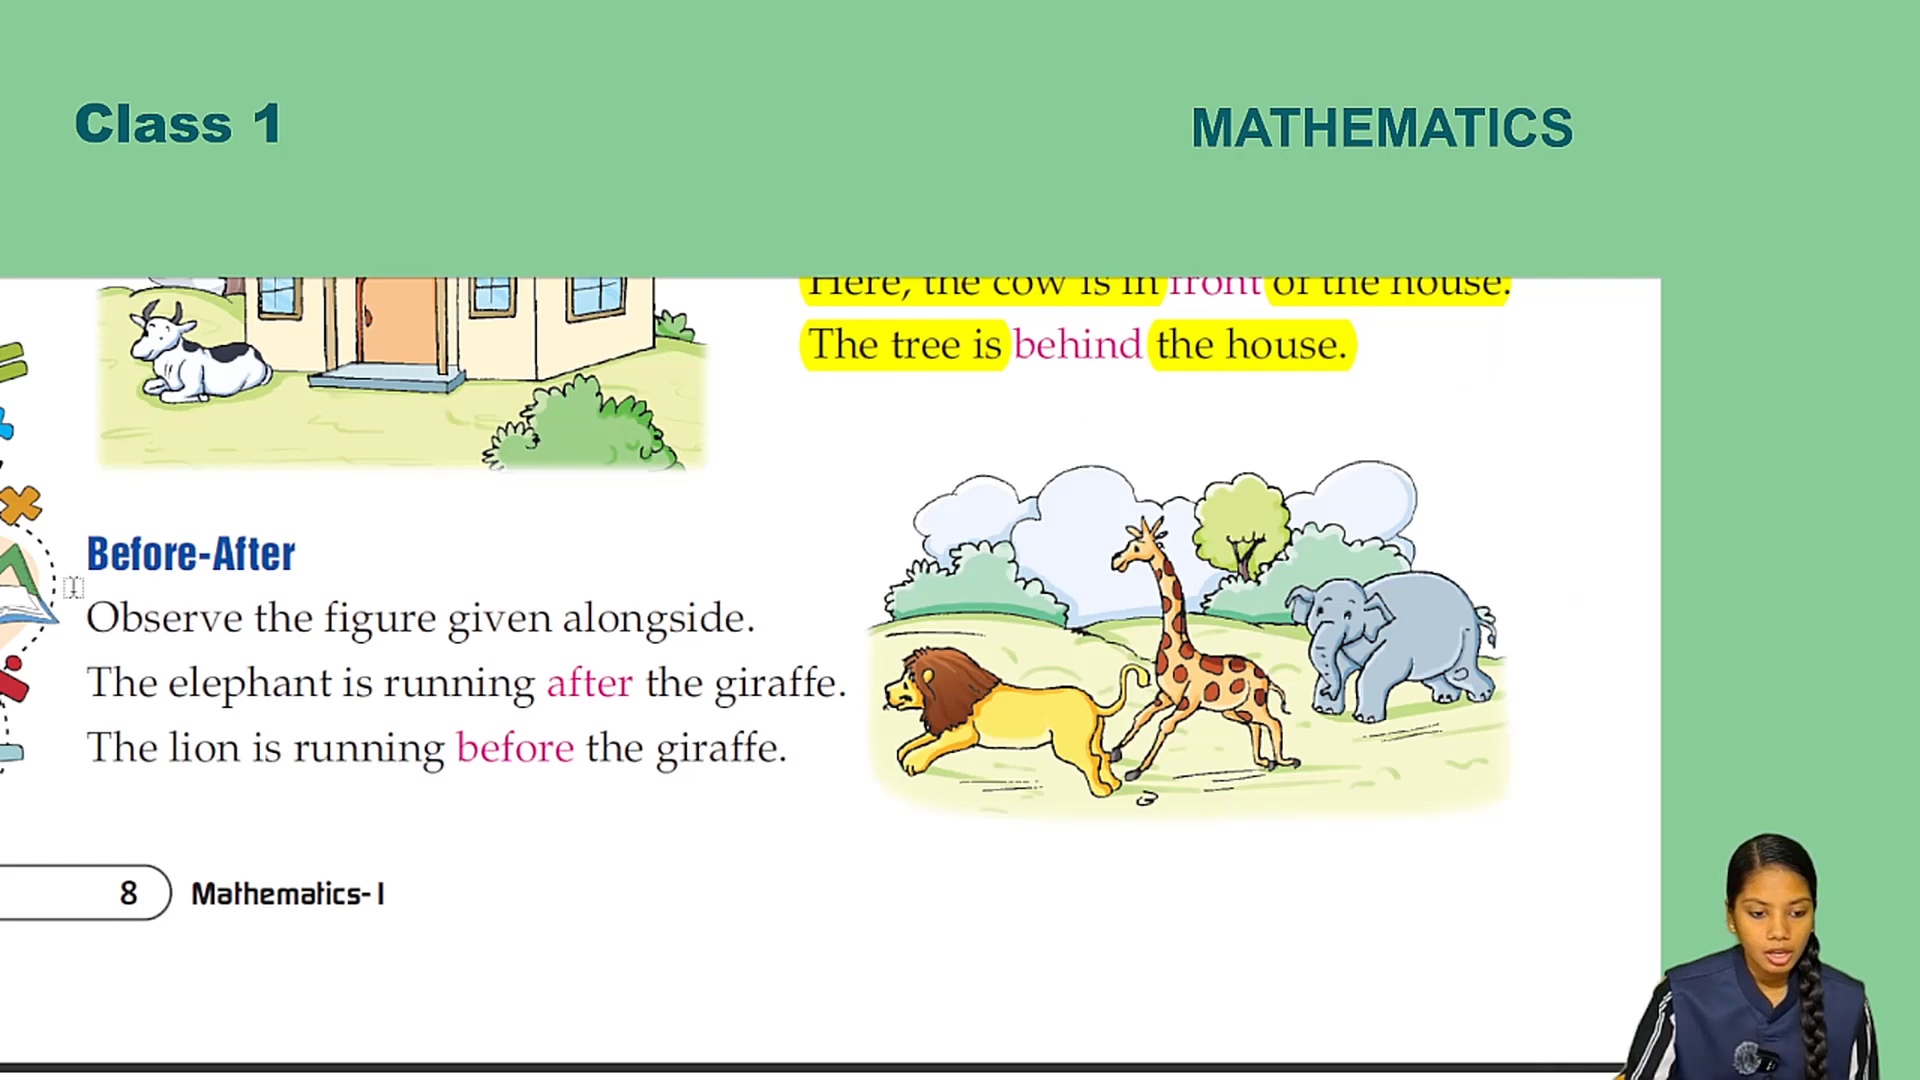 Class 1
MATHEMATICS
Here, the cow is in front of the house.
The tree is behind the house.
Before-After
Observe the figure given alongside.
The elephant is running after the giraffe.
The lion is running before the giraffe.
8 Mathematics-1